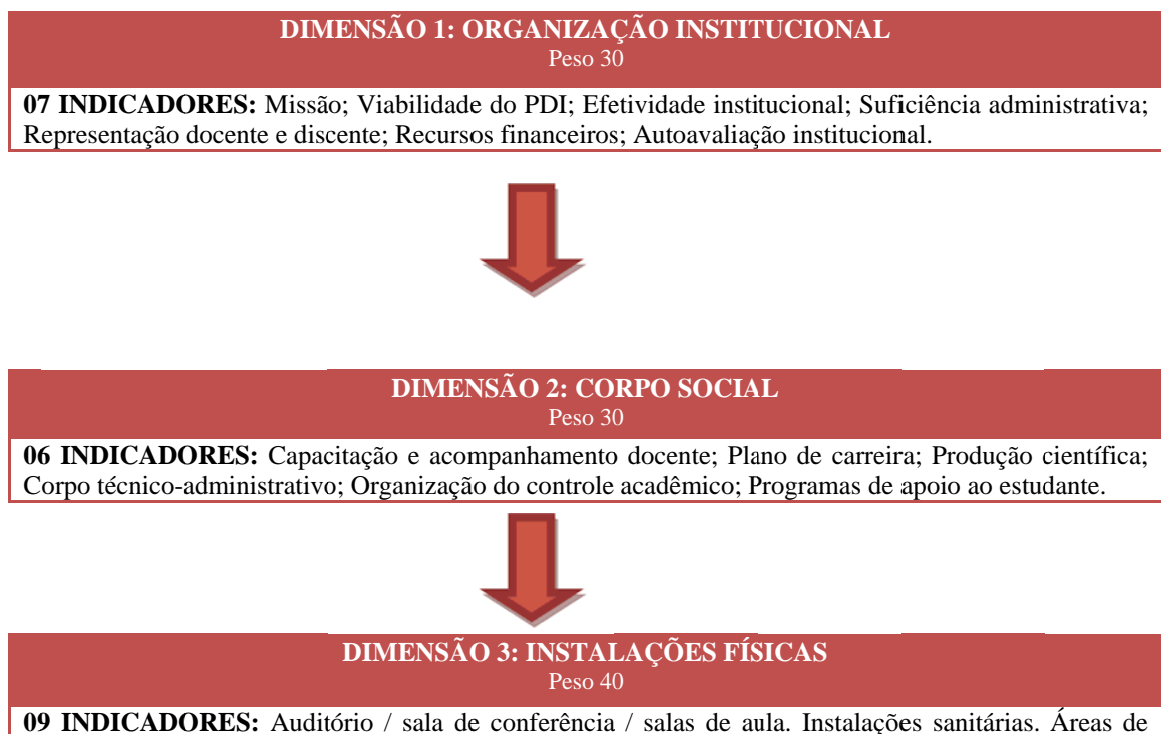 DIMENSÃO 1: ORGANIZAÇÃO INSTITUCIONAL
Peso 30
07 INDICADORES: Missão; Viabilidade do PDI; Efetividade institucional; Suficiência administrativa;
Representação docente e discente; Recursos financeiros; Autoavaliação institucional.
DIMENSÃO 2: CORPO SOCIAL
Peso 30
06 INDICADORES: Capacitação e acompanhamento docente; Plano de carreira; Produção científica;
Corpo técnico-administrativo; Organização do controle acadêmico; Programas de apoio ao estudante.
DIMENSÃO 3: INSTALAÇÕES FÍSICAS
Peso 40
09 INDICADORES: Auditório / sala de conferência / salas de aula. Instalações sanitárias. Áreas de